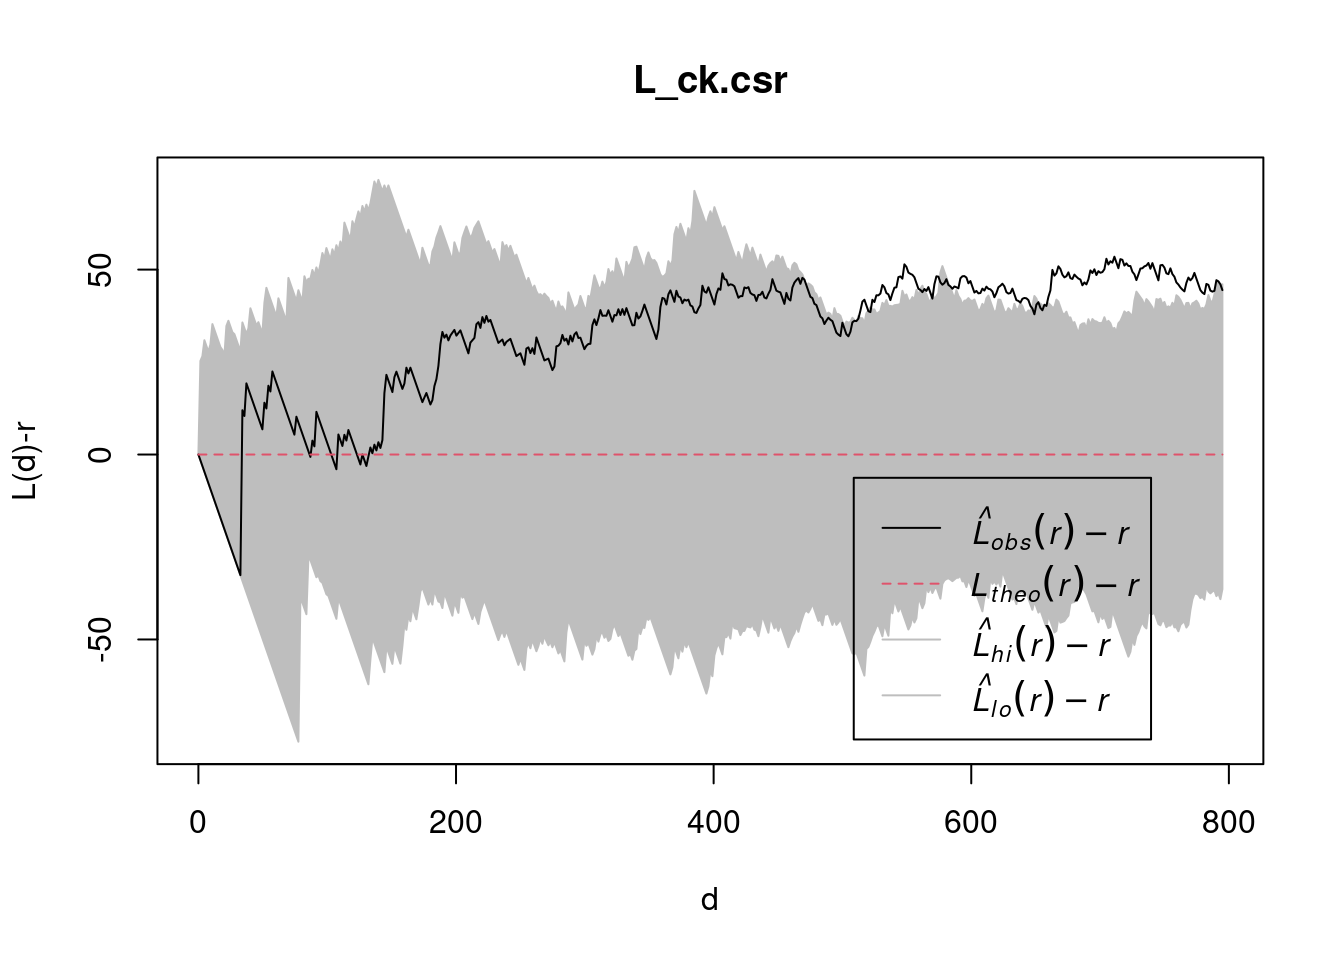 L_ck.csr
50
0
-50
L(d)-r
L̂obs(r) − r
Ltheo(r) − r
L̂hi(r) − r
L̂lo(r) − r
0 200 400 600 800
d